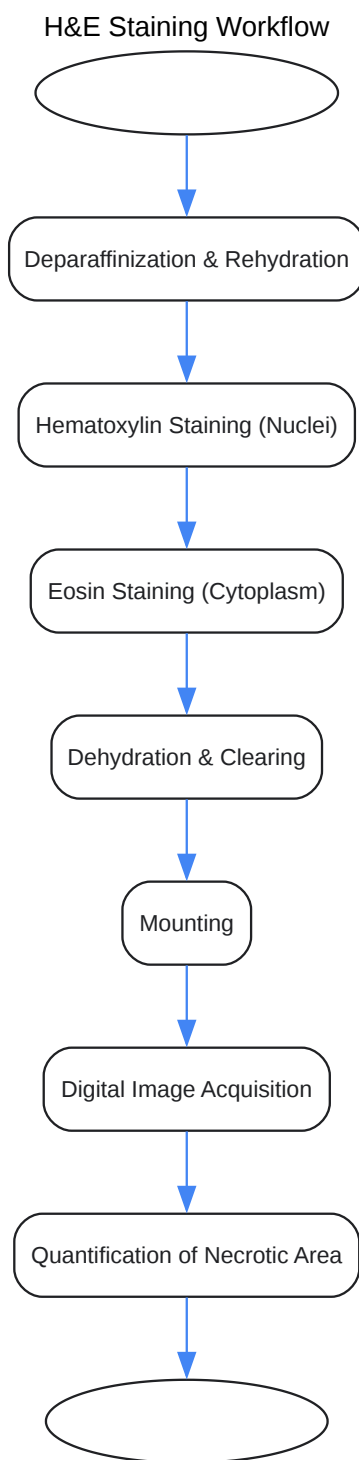 H&E Staining Workflow
Deparaffinization & Rehydration
Hematoxylin Staining (Nuclei)
Eosin Staining (Cytoplasm)
Dehydration & Clearing
Mounting
Digital Image Acquisition
Quantification of Necrotic Area